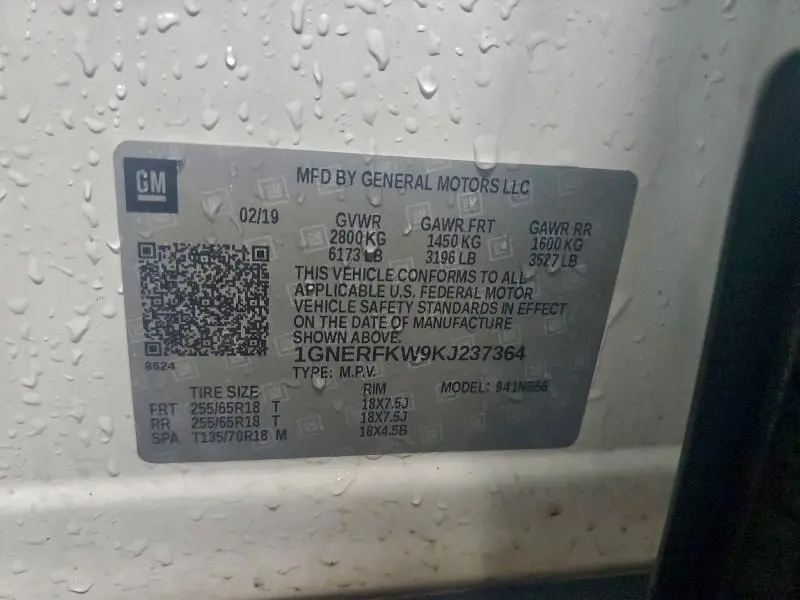 GM
MFD BY GENERAL MOTORS LLC
02/19 GVWR GAWR FRT GAWR RR
2800 KG 1450 KG 1600 KG
6173 LB 3196 LB 3527 LB
THIS VEHICLE CONFORMS TO ALL
APPLICABLE U.S. FEDERAL MOTOR
VEHICLE SAFETY STANDARDS IN EFFECT
ON THE DATE OF MANUFACTURE
SHOWN ABOVE.
1GNERFKW9KJ237364
8624
TYPE: M.P.V. MODEL: 941NB56
TIRE SIZE RIM
FRT 255/65R18 T 18X7.5J
RR 255/65R18 T 18X7.5J
SPA T135/70R18 M 18X4.5B